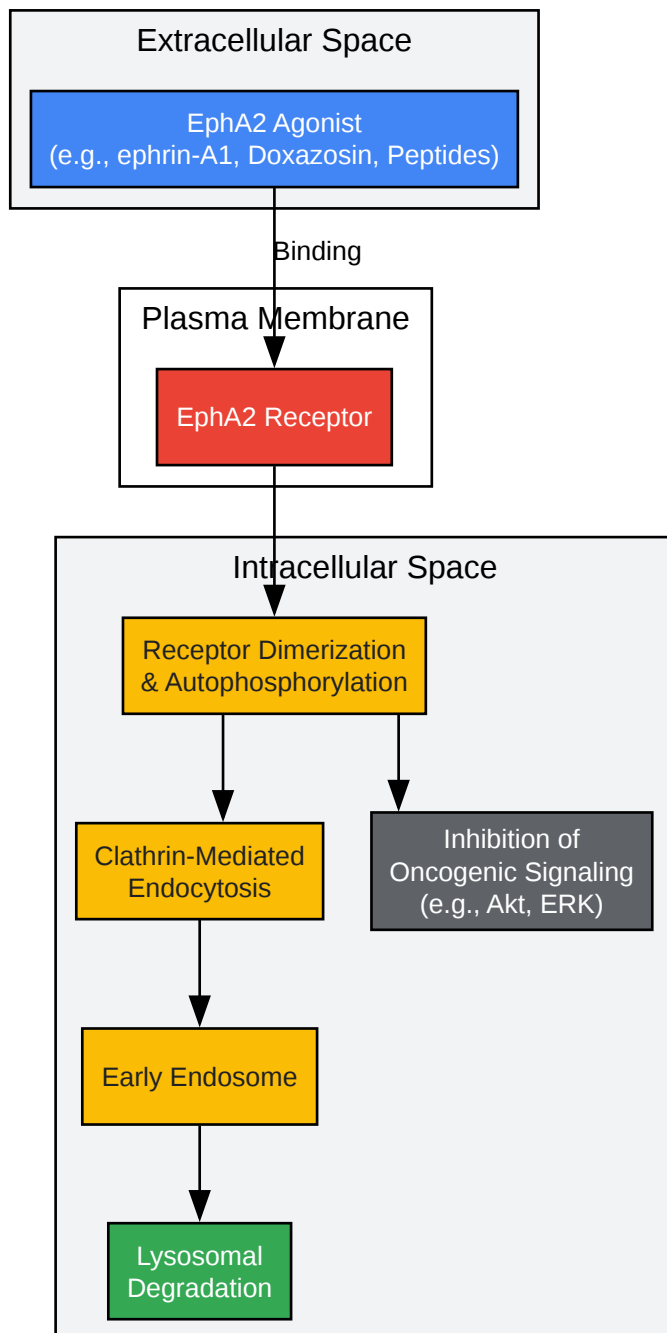 Extracellular Space
EphA2 Agonist
(e.g., ephrin-A1, Doxazosin, Peptides)
Binding
Plasma Membrane
EphA2 Receptor
Intracellular Space
Receptor Dimerization
& Autophosphorylation
Clathrin-Mediated
Endocytosis
Inhibition of
Oncogenic Signaling
(e.g., Akt, ERK)
Early Endosome
Lysosomal
Degradation